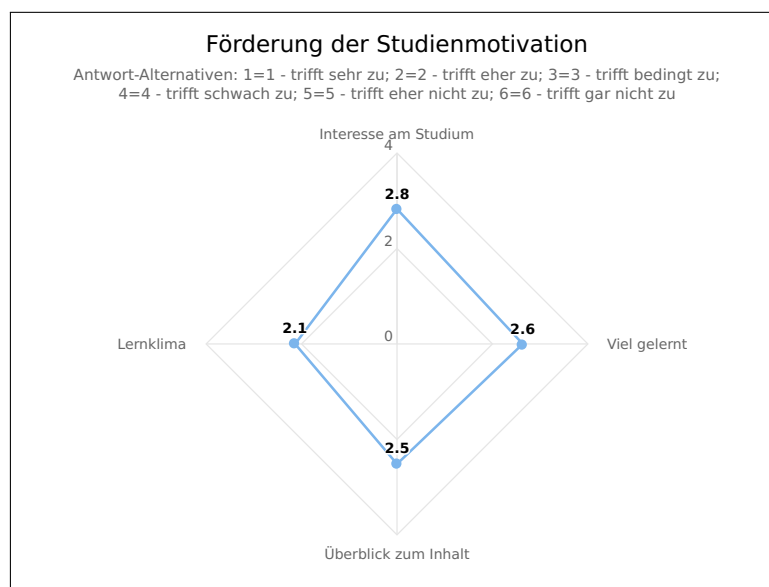 Förderung der Studienmotivation
Antwort-Alternativen: 1=1 - trifft sehr zu; 2=2 - trifft eher zu; 3=3 - trifft bedingt zu;
4=4 - trifft schwach zu; 5=5 - trifft eher nicht zu; 6=6 - trifft gar nicht zu
Interesse am Studium
4
2.8
2
0
2.1
2.6
Lernklima
Viel gelernt
2.5
Überblick zum Inhalt